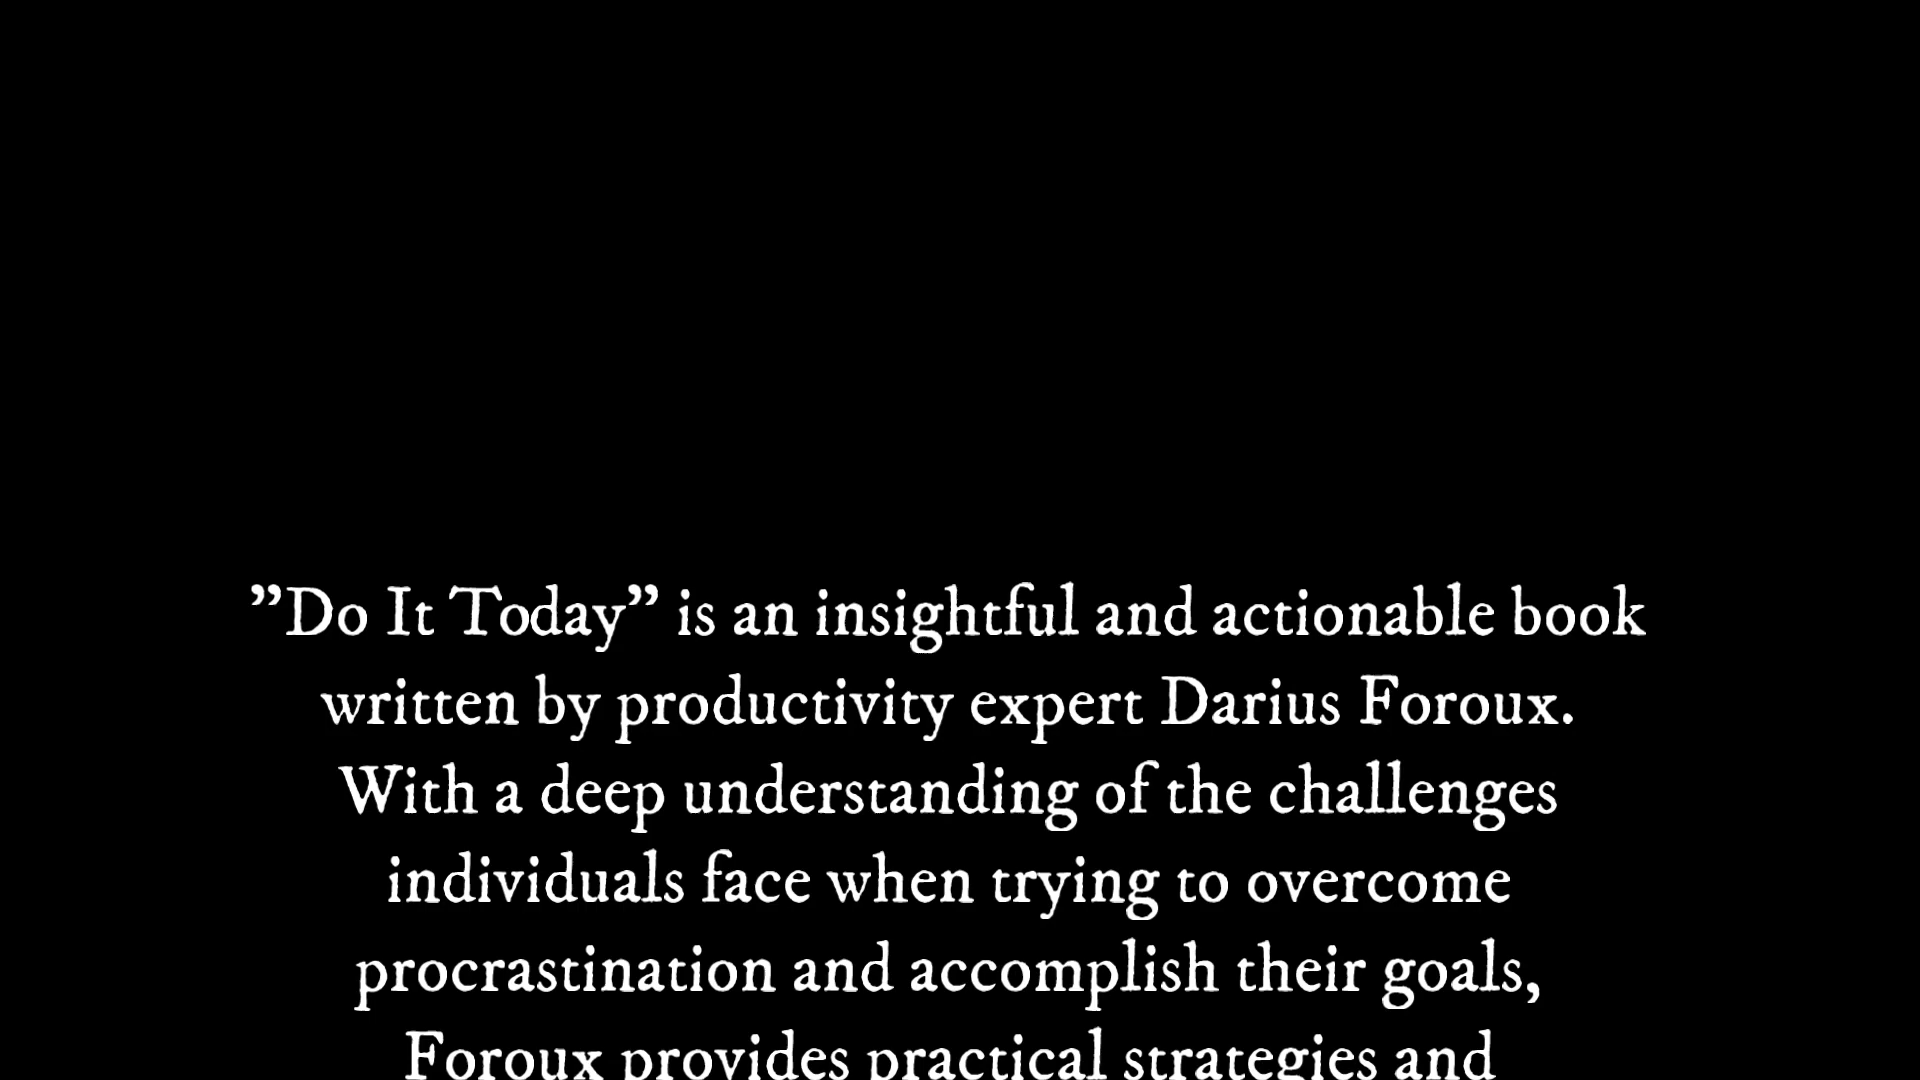 ”Do It Today” is an insightful and actionable book
written by productivity expert Darius Foroux.
With a deep understanding of the challenges
individuals face when trying to overcome
procrastination and accomplish their goals,
Foroux provides practical strategies and